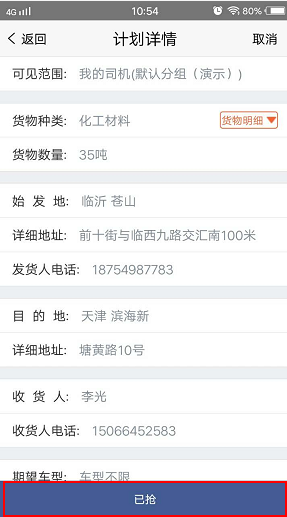 4G 10:54 80%
返回 计划详情 取消
可见范围: 我的司机(默认分组（演示）)
货物种类: 化工材料 货物明细
货物数量: 35吨
始 发 地: 临沂 苍山
详细地址: 前十街与临西九路交汇南100米
发货人电话: 18754987783
目 的 地: 天津 滨海新
详细地址: 塘黄路10号
收 货 人: 李光
收货人电话: 15066452583
期望车型: 车型不限
已抢